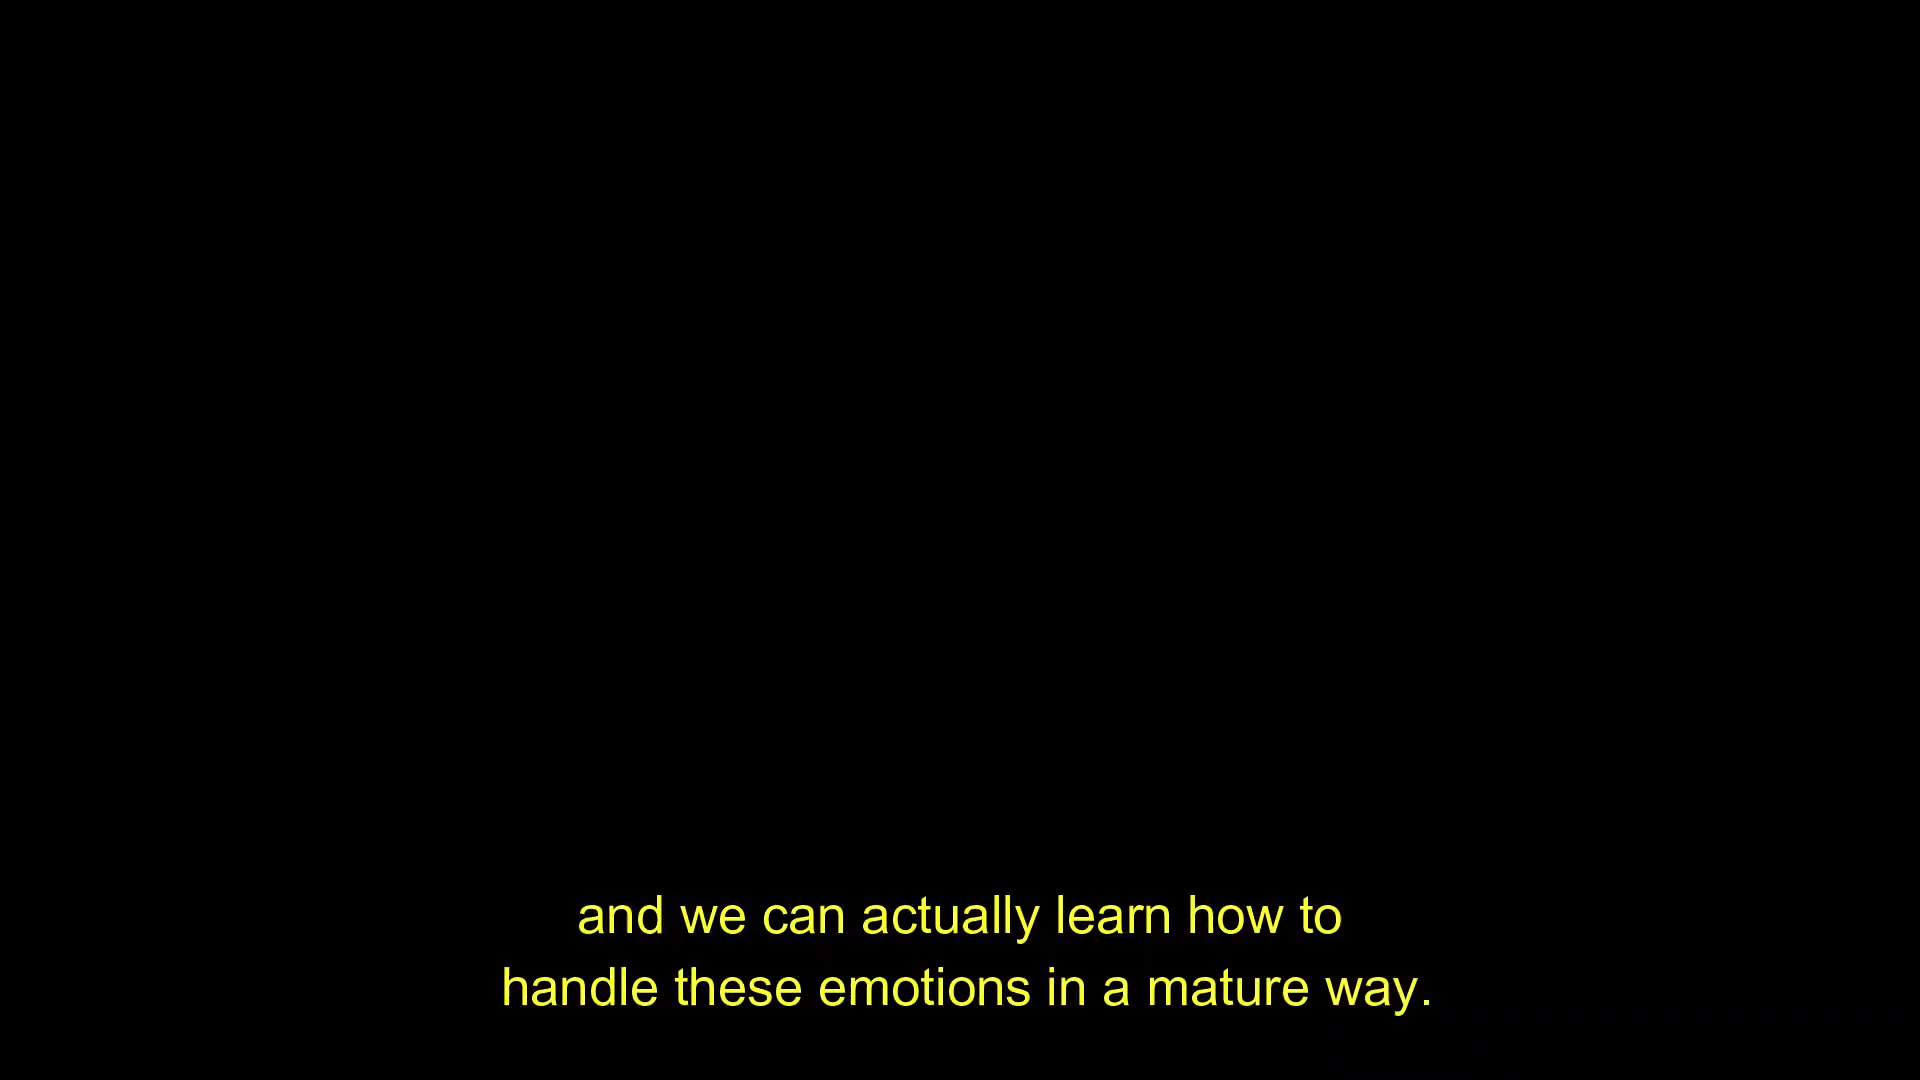 and we can actually learn how to
handle these emotions in a mature way.